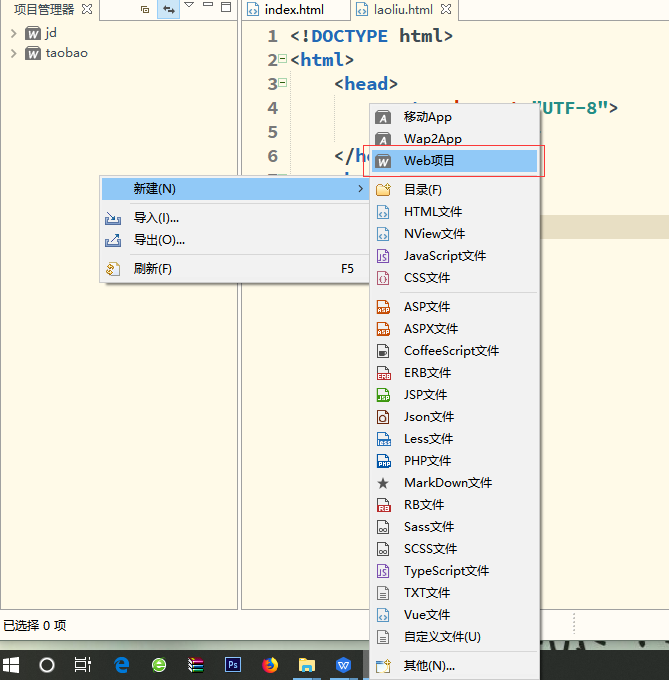 项目管理器
jd
taobao
index.html
laoliu.html
1 <!DOCTYPE html>
2 <html>
3 <head>
4 "UTF-8">
5
6
新建(N)
导入(I)...
导出(O)...
刷新(F) F5
移动App
Wap2App
Web项目
目录(F)
HTML文件
NView文件
JavaScript文件
CSS文件
ASP文件
ASPX文件
CoffeeScript文件
ERB文件
JSP文件
Json文件
Less文件
PHP文件
MarkDown文件
RB文件
Sass文件
SCSS文件
TypeScript文件
TXT文件
Vue文件
自定义文件(U)
其他(N)...
已选择 0 项